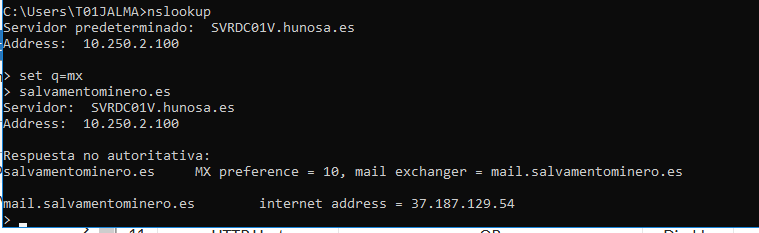 C:\Users\T01JALMA>nslookup
Servidor predeterminado:  SVRDC01V.hunosa.es
Address:  10.250.2.100
> set q=mx
> salvamentominero.es
Servidor:  SVRDC01V.hunosa.es
Address:  10.250.2.100
Respuesta no autoritativa:
salvamentominero.es     MX preference = 10, mail exchanger = mail.salvamentominero.es
mail.salvamentominero.es        internet address = 37.187.129.54
>